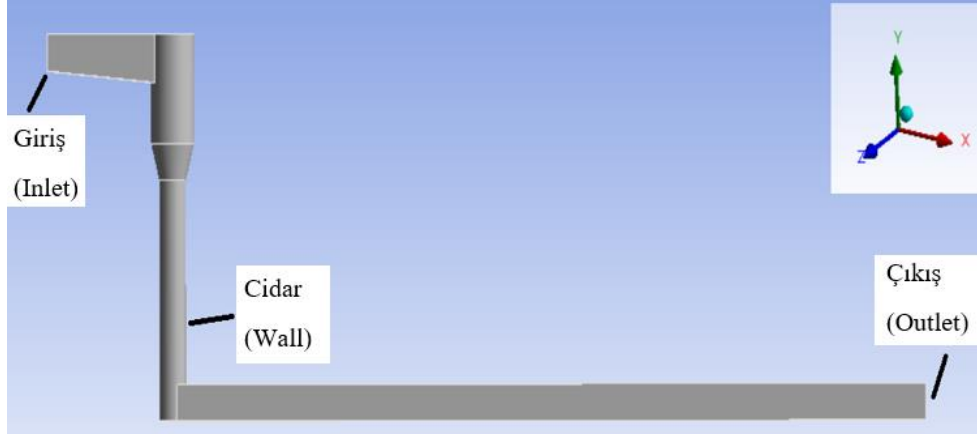 Giriş
(Inlet)
Cidar
(Wall)
Çıkış
(Outlet)
Y
X
Z